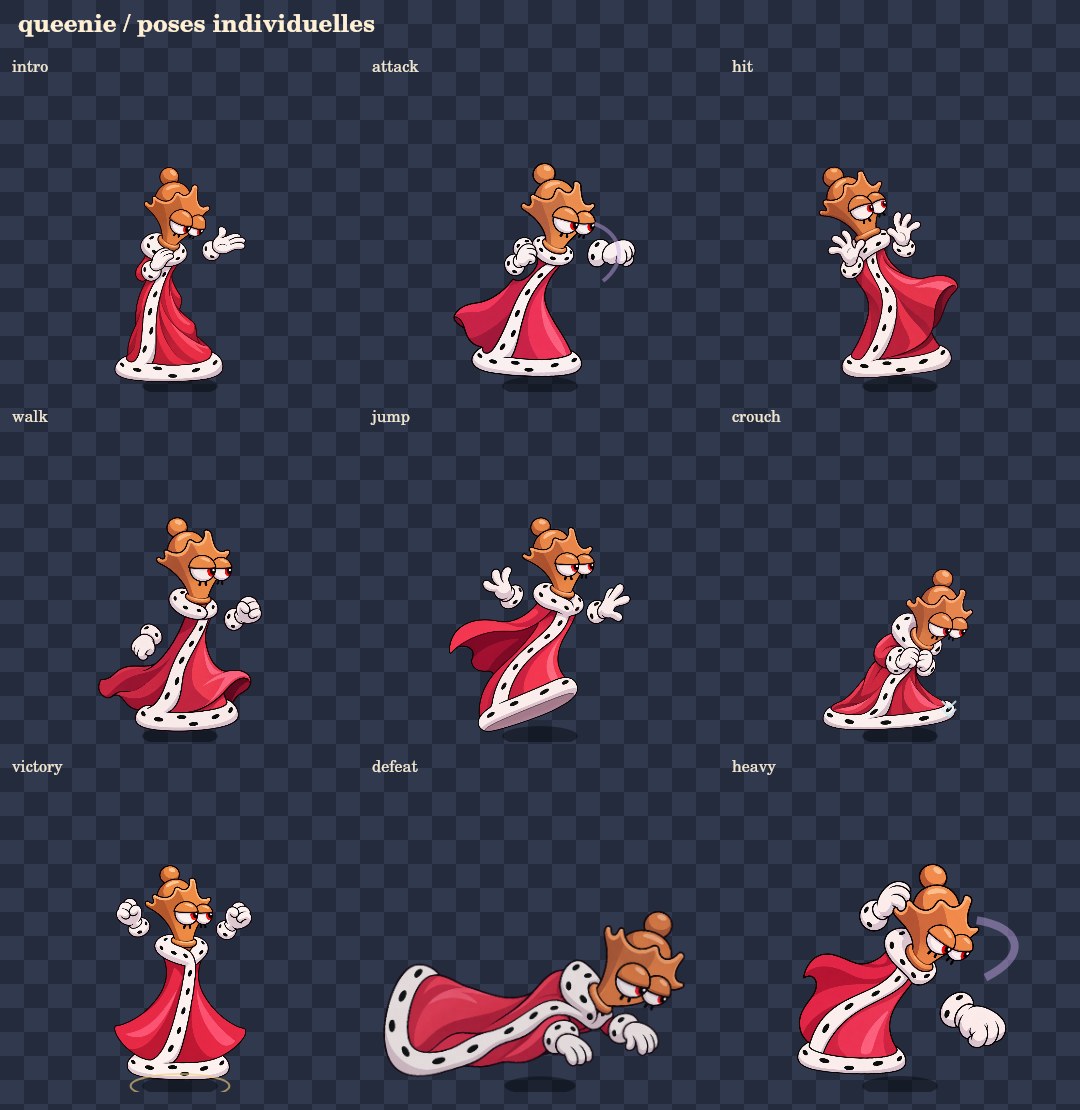 queenie / poses individuelles
intro
attack
hit
walk
jump
crouch
victory
defeat
heavy